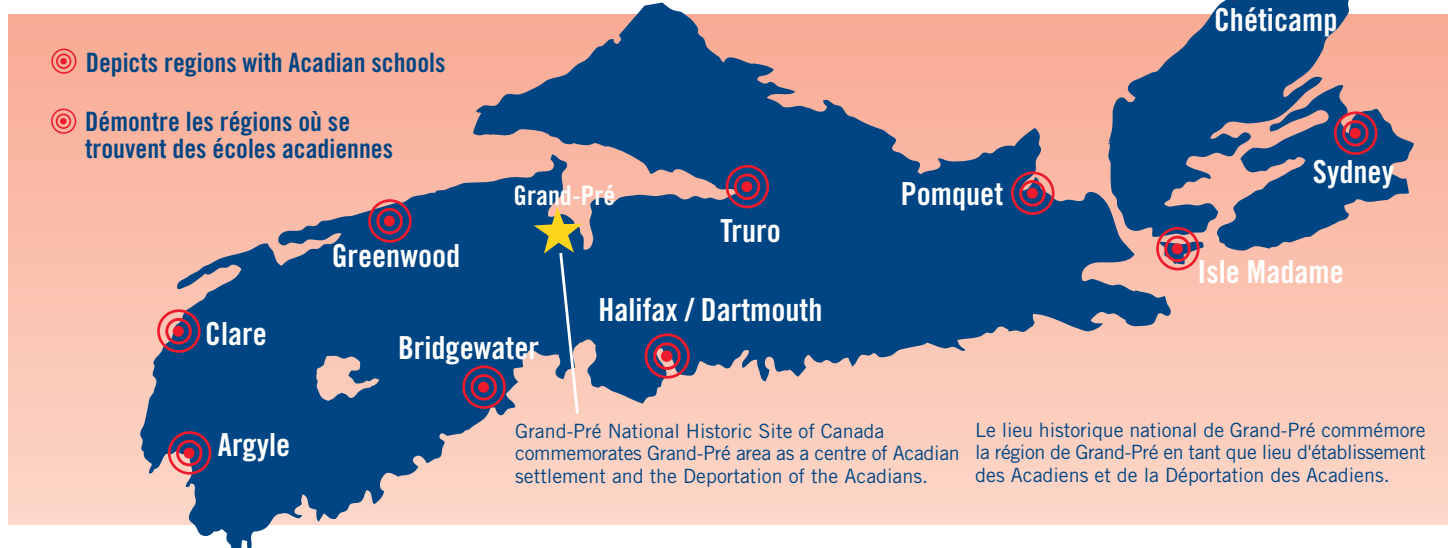 Chéticamp
Depicts regions with Acadian schools
Démontre les régions où se
trouvent des écoles acadiennes
Sydney
Grand-Pré
Pomquet
Truro
Greenwood
Isle Madame
Halifax / Dartmouth
Clare
Bridgewater
Argyle
Grand-Pré National Historic Site of Canada
commemorates Grand-Pré area as a centre of Acadian
settlement and the Deportation of the Acadians.
Le lieu historique national de Grand-Pré commémore
la région de Grand-Pré en tant que lieu d'établissement
des Acadiens et de la Déportation des Acadiens.